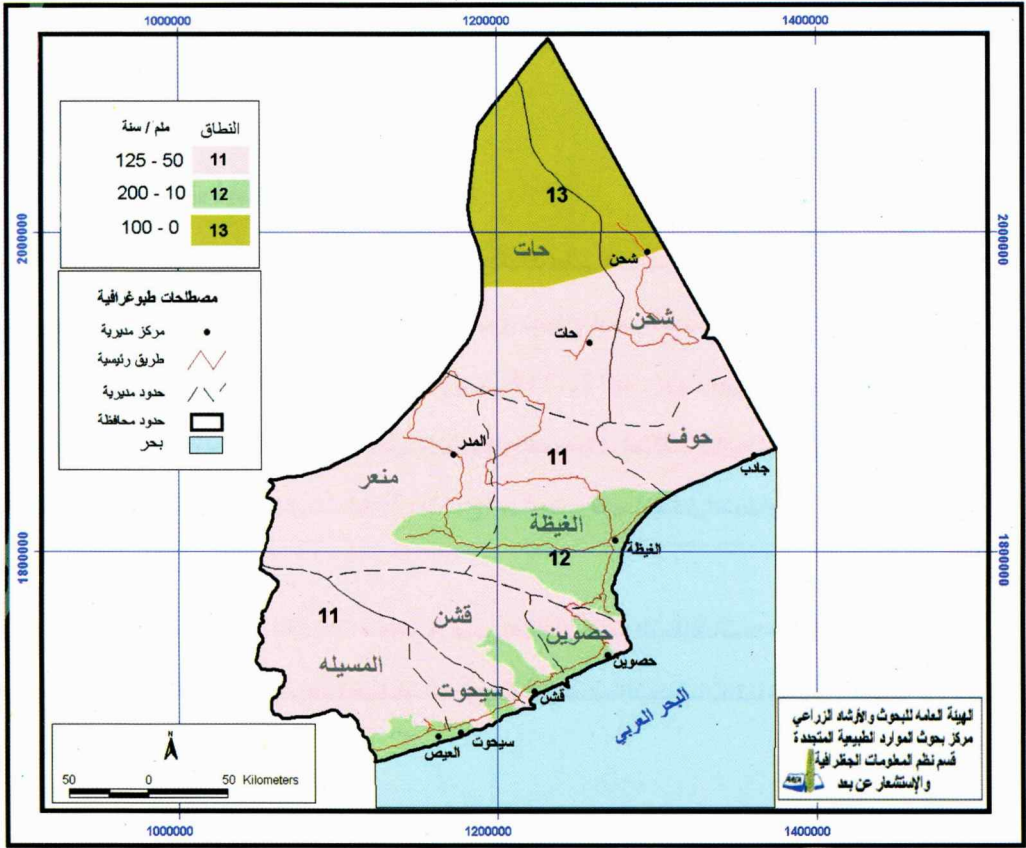 1000000 1200000 1400000
النطاق ملم / سنة
11 125 - 50
12 200 - 10
13 100 - 0
مصطلحات طبوغرافية
مركز مديرية
طريق رئيسية
حدود مديرية
حدود محافظة
بحر
2000000
2000000
13
حات
شحن
شحن
حات
حوف
جادب
المدر
11
منعر
الغيظة
الغيظة
12
1800000
1800000
11
قشن
حصوين
حصوين
المسيله
سيحوت
قشن
سيحوت
العيص
البحر العربي
N
50 0 50 Kilometers
الهيئة العامه للبحوث والأرشاد الزراعي
مركز بحوث الموارد الطبيعية المتجددة
قسم نظم المعلومات الجغرافية
والإستشعار عن بعد
AREA
1000000 1200000 1400000